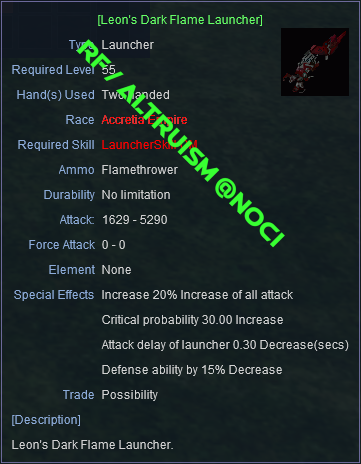 [Leon's Dark Flame Launcher]
Type Launcher
Required Level 55
Hand(s) Used Two Handed
Race Accretia Empire
Required Skill
Ammo Flamethrower
Durability No limitation
Attack: 1629 - 5290
Force Attack 0 - 0
Element None
Special Effects Increase 20% Increase of all attack
Critical probability 30.00 Increase
Attack delay of launcher 0.30 Decrease(secs)
Defense ability by 15% Decrease
Trade Possibility
[Description]
Leon's Dark Flame Launcher.
RF/ ALTRUISM @NOCI